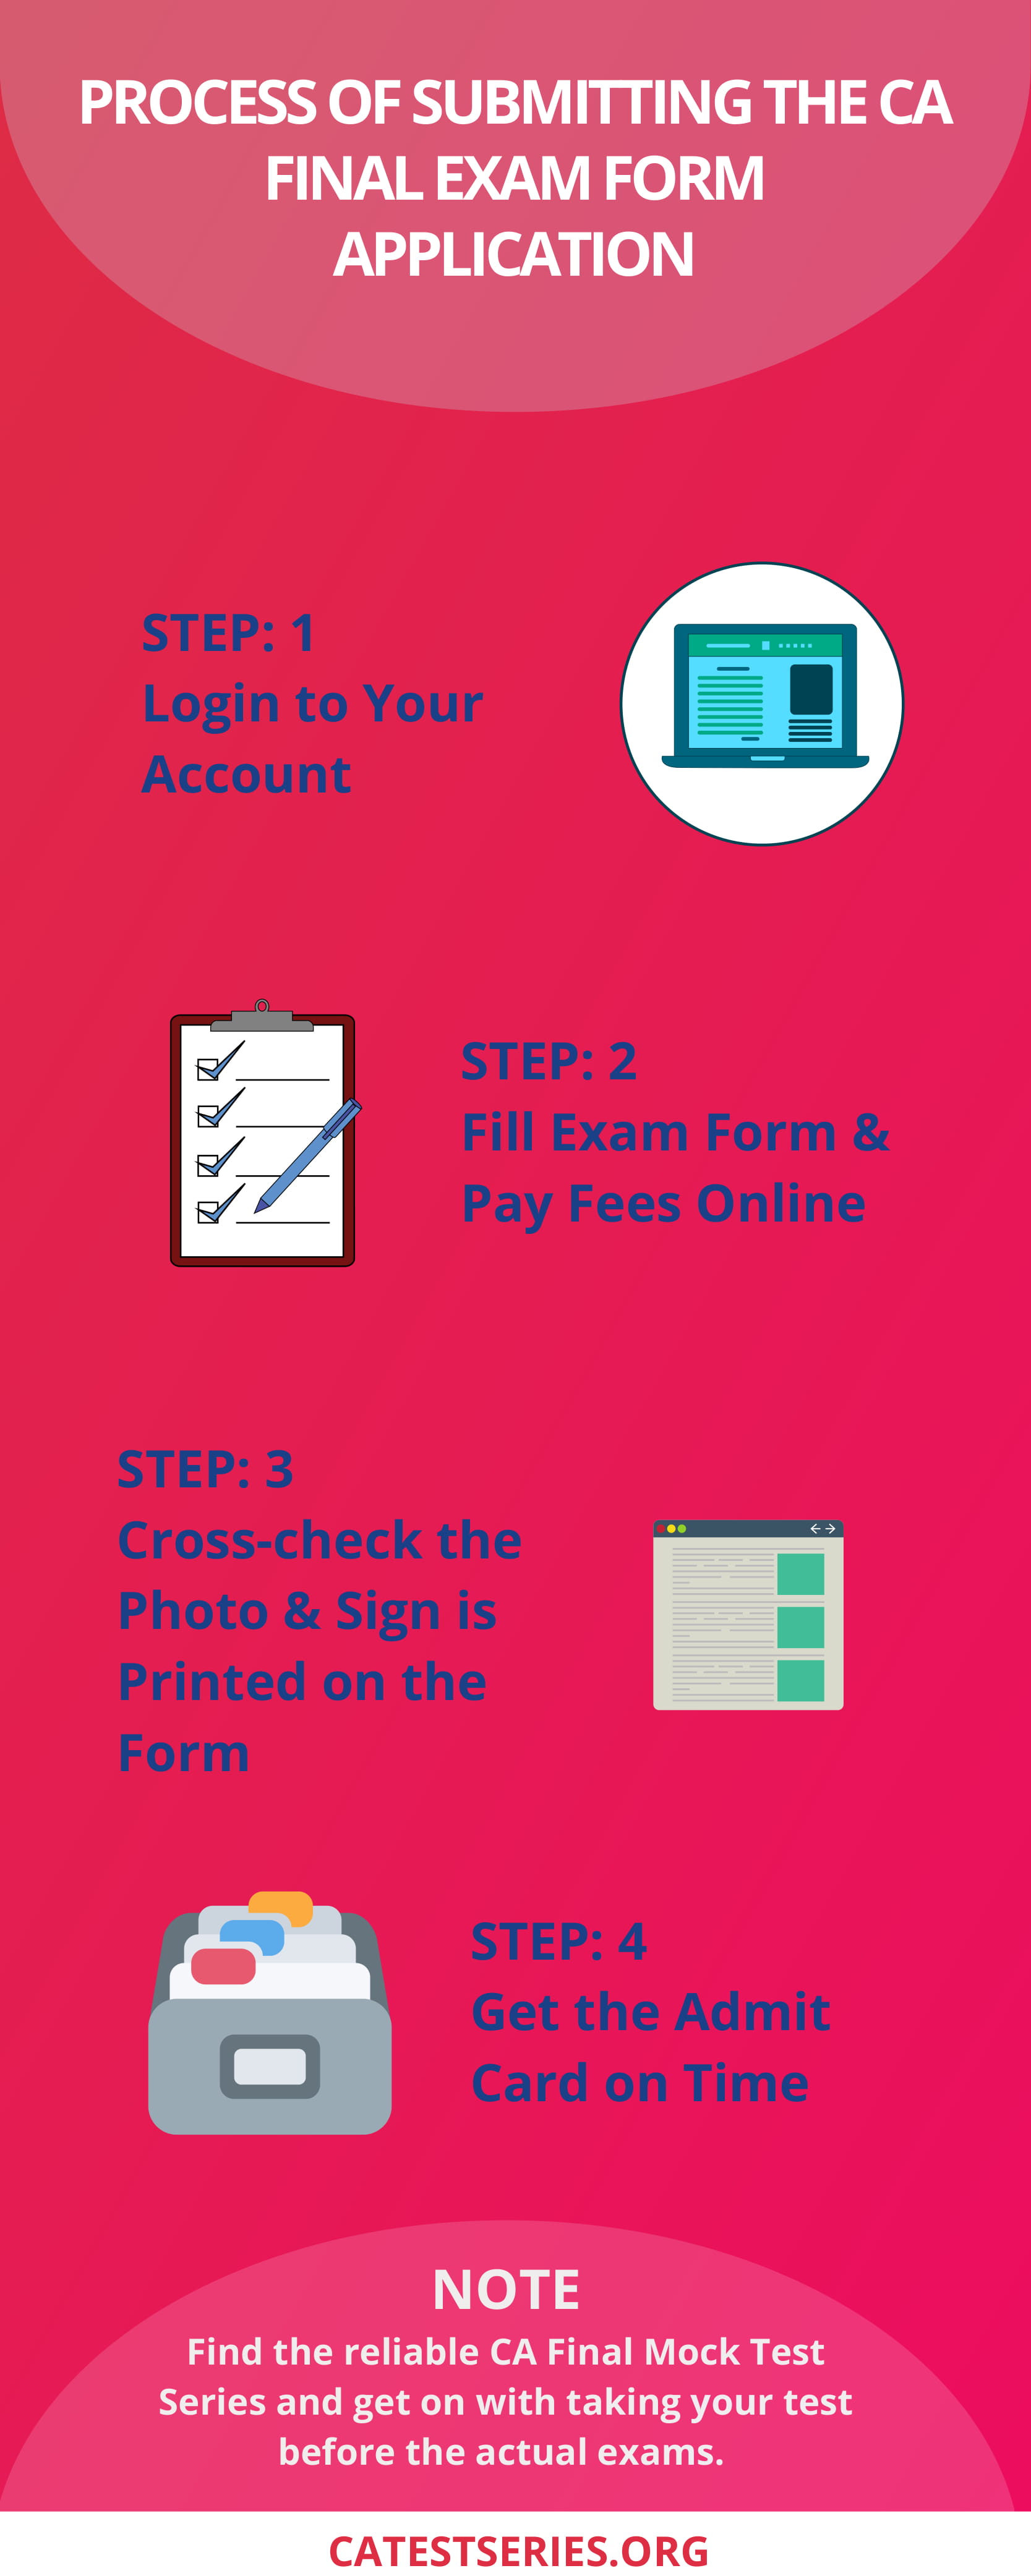 PROCESS OF SUBMITTING THE CA
FINAL EXAM FORM
APPLICATION
STEP: 1
Login to Your
Account
STEP: 2
Fill Exam Form &
Pay Fees Online
STEP: 3
Cross-check the
Photo & Sign is
Printed on the
Form
STEP: 4
Get the Admit
Card on Time
NOTE
Find the reliable CA Final Mock Test
Series and get on with taking your test
before the actual exams.
CATESTSERIES.ORG